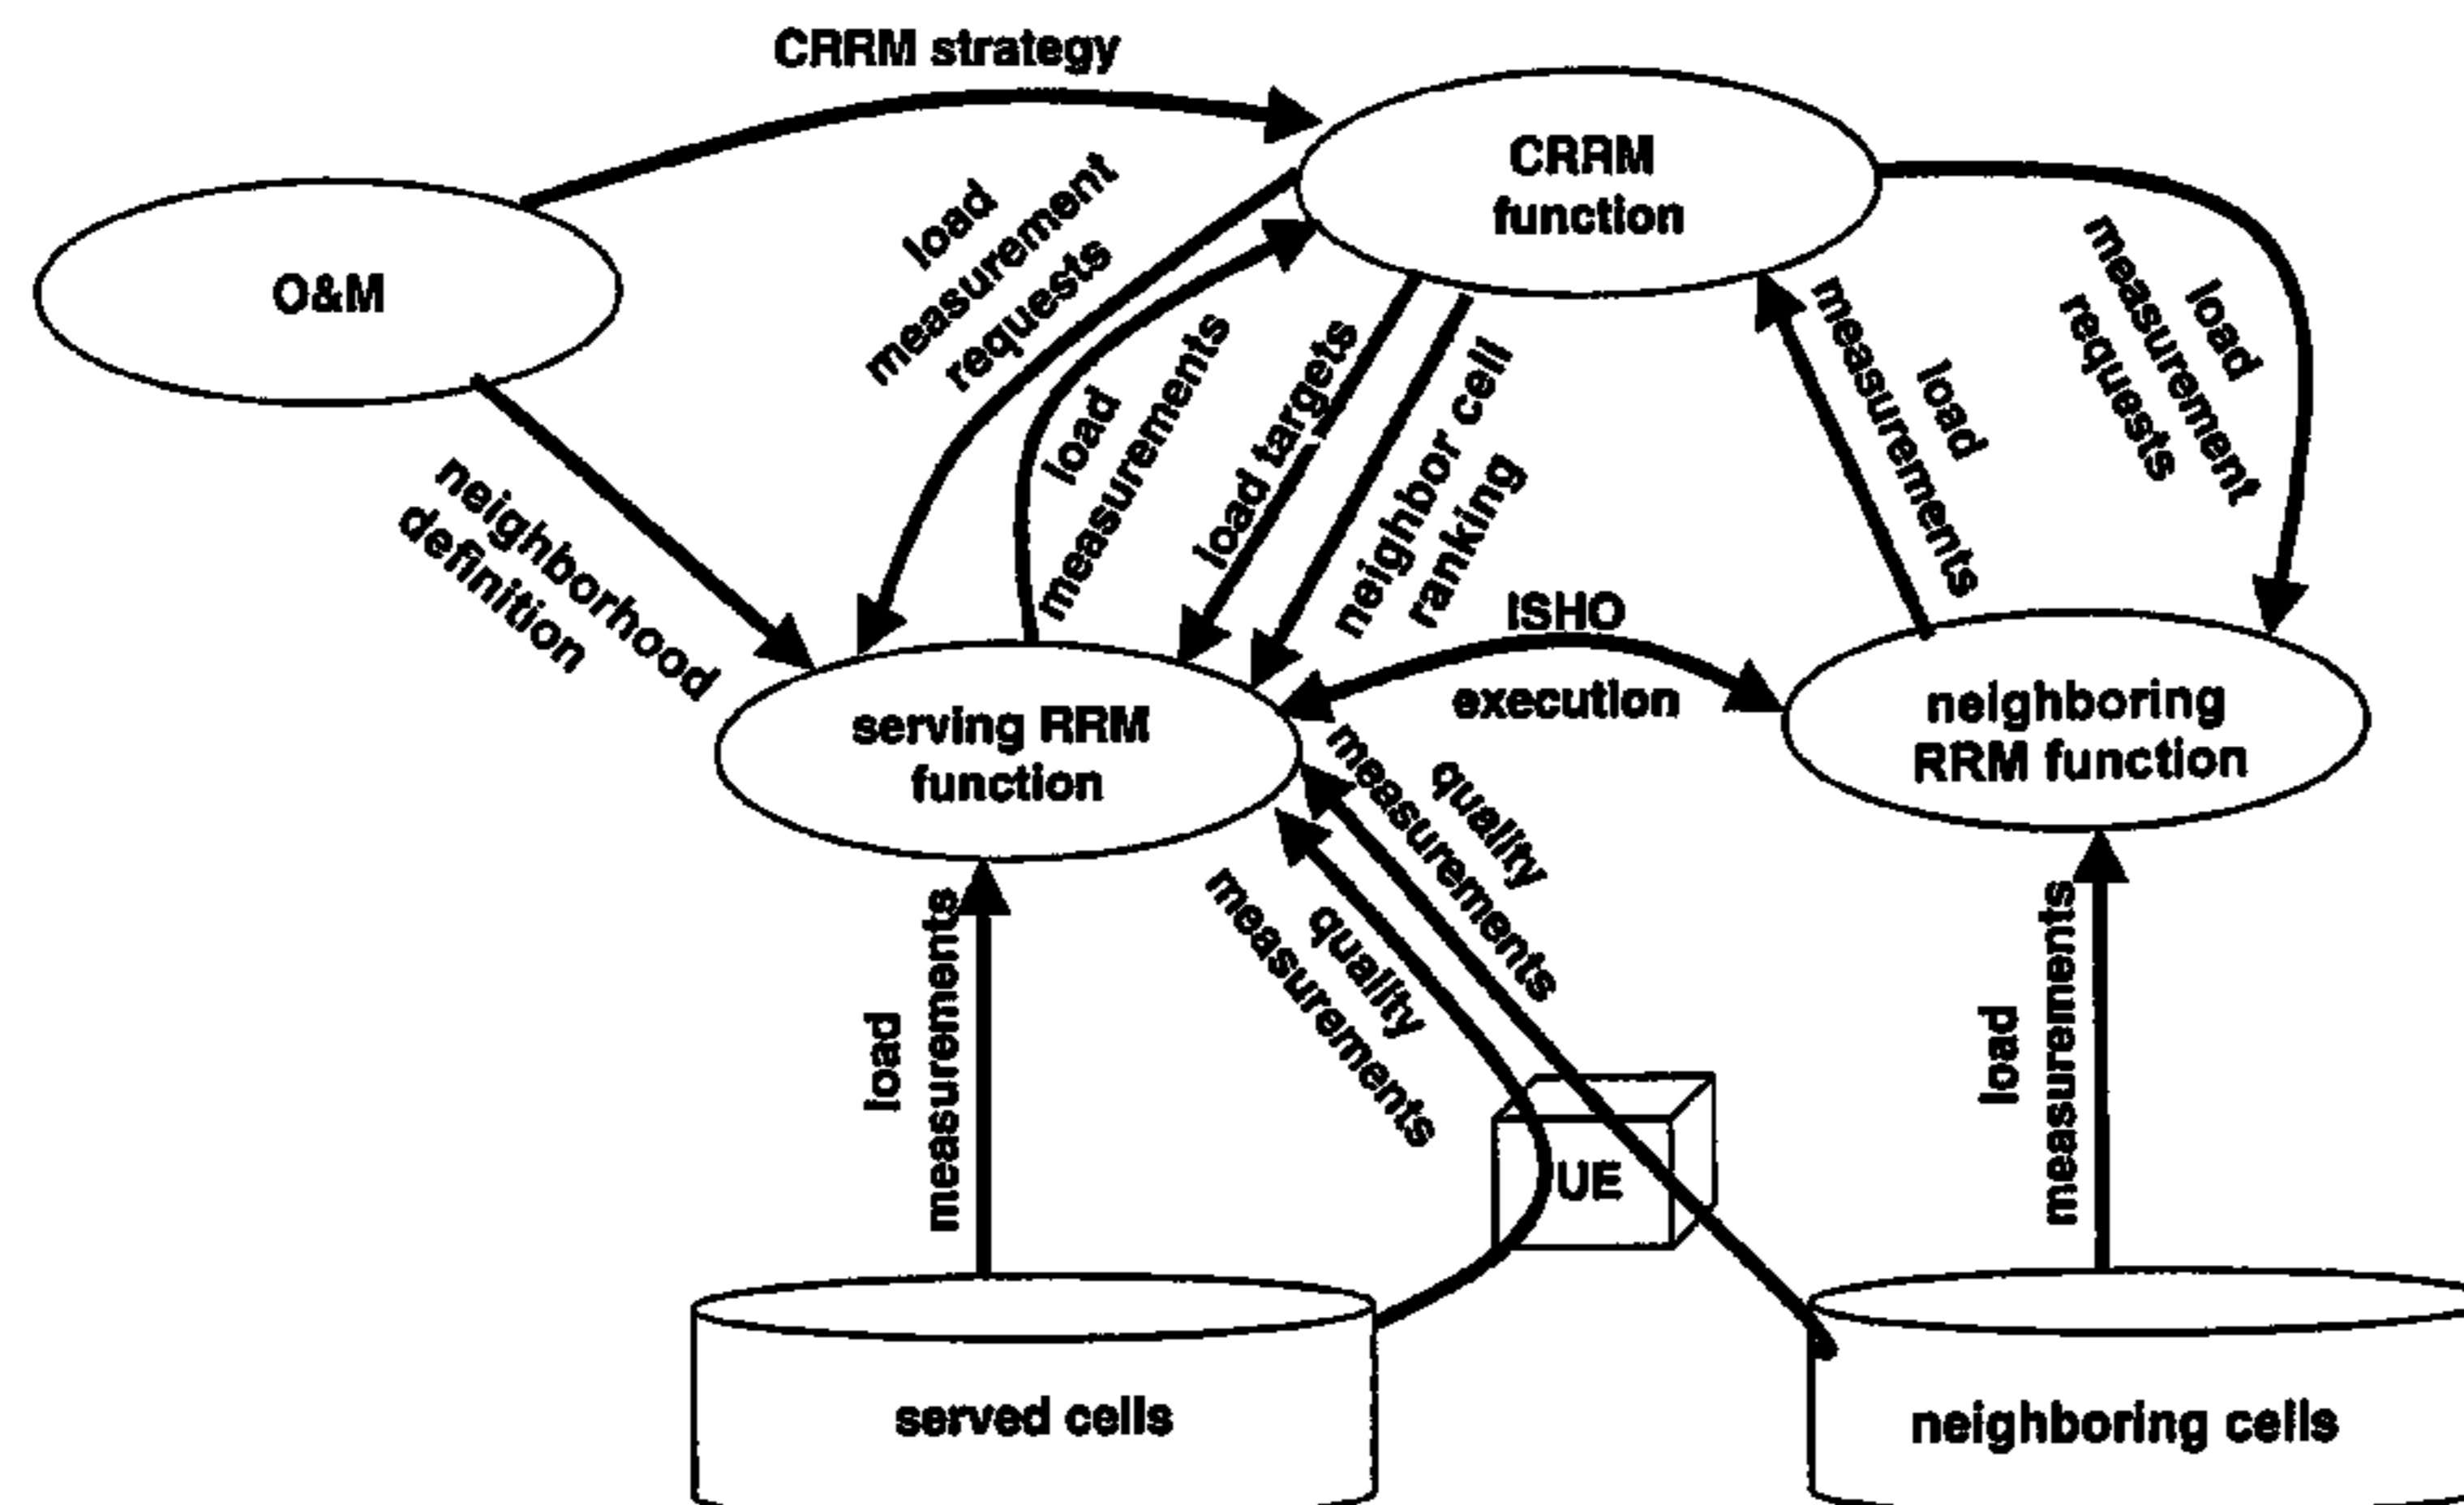 CRRM strategy
CRRM
function
O&M
load
measurement
requests
load
measurements
load targets
neighbor cell
ranking
load
measurements
load
measurement
requests
neighborhood
definition
ISHO
execution
serving RRM
function
neighboring
RRM function
quality
measurements
quality
measurements
load
measurements
load
measurements
UE
served cells
neighboring cells